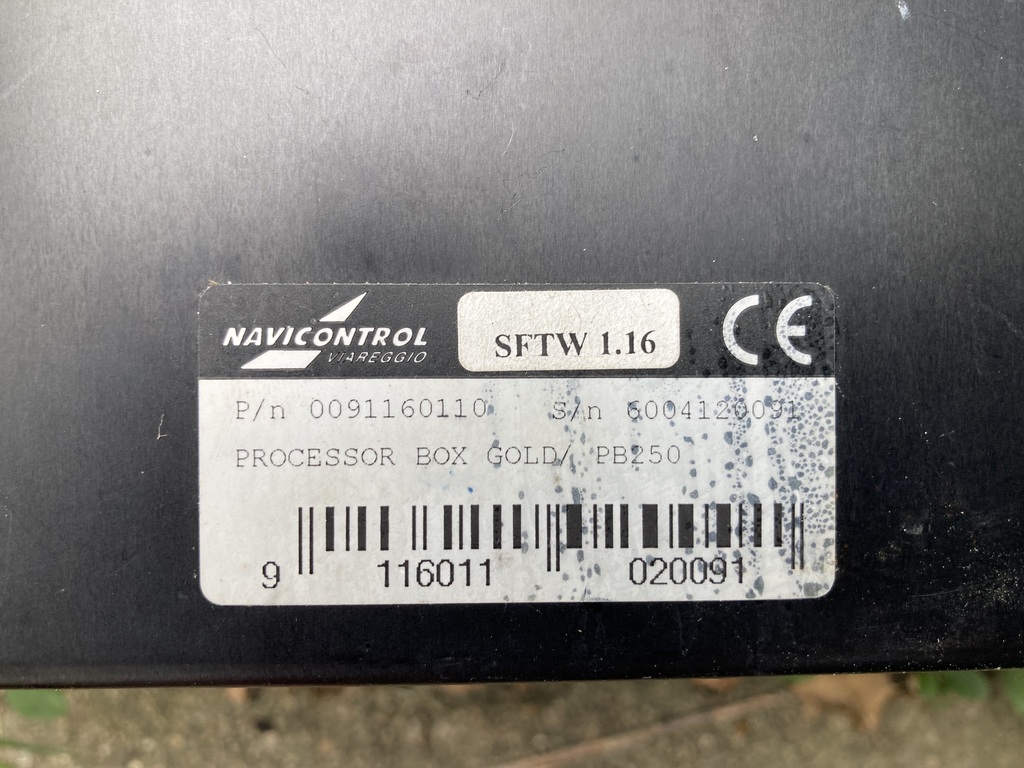 NAVICONTROL
VIAREGGIO
SFTW 1.16
CE
P/n 0091160110 S/n 6004120091
PROCESSOR BOX GOLD/ PB250
9 116011 020091